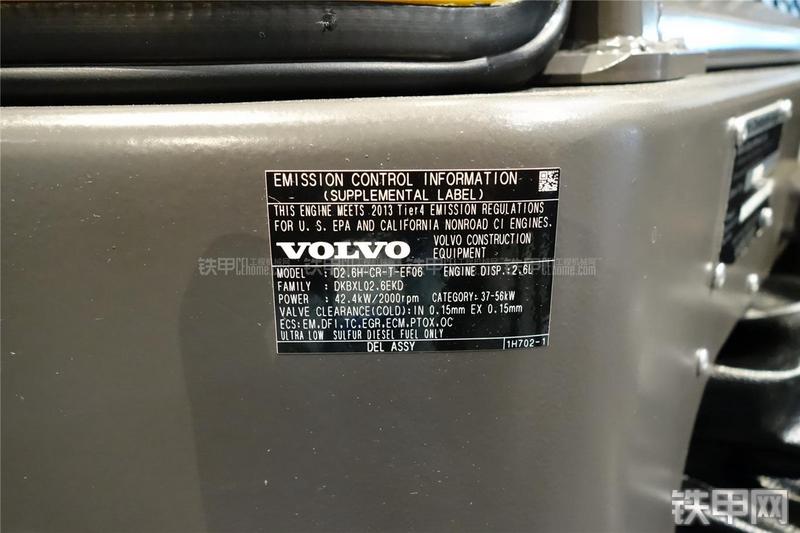 EMISSION CONTROL INFORMATION
(SUPPLEMENTAL LABEL)
THIS ENGINE MEETS 2013 Tier4 EMISSION REGULATIONS
FOR U. S. EPA AND CALIFORNIA NONROAD CI ENGINES.
VOLVO VOLVO CONSTRUCTION
EQUIPMENT
MODEL : D2.6H-CR-T-EF06 ENGINE DISP.:2.6L
FAMILY : DKBXL02.6EKD
POWER : 42.4kW/2000rpm CATEGORY: 37-56kW
VALVE CLEARANCE(COLD): IN 0.15mm EX 0.15mm
ECS:EM,DFI,TC,EGR,ECM,PTOX,OC
ULTRA LOW SULFUR DIESEL FUEL ONLY
DEL ASSY 1H702-1
铁甲网